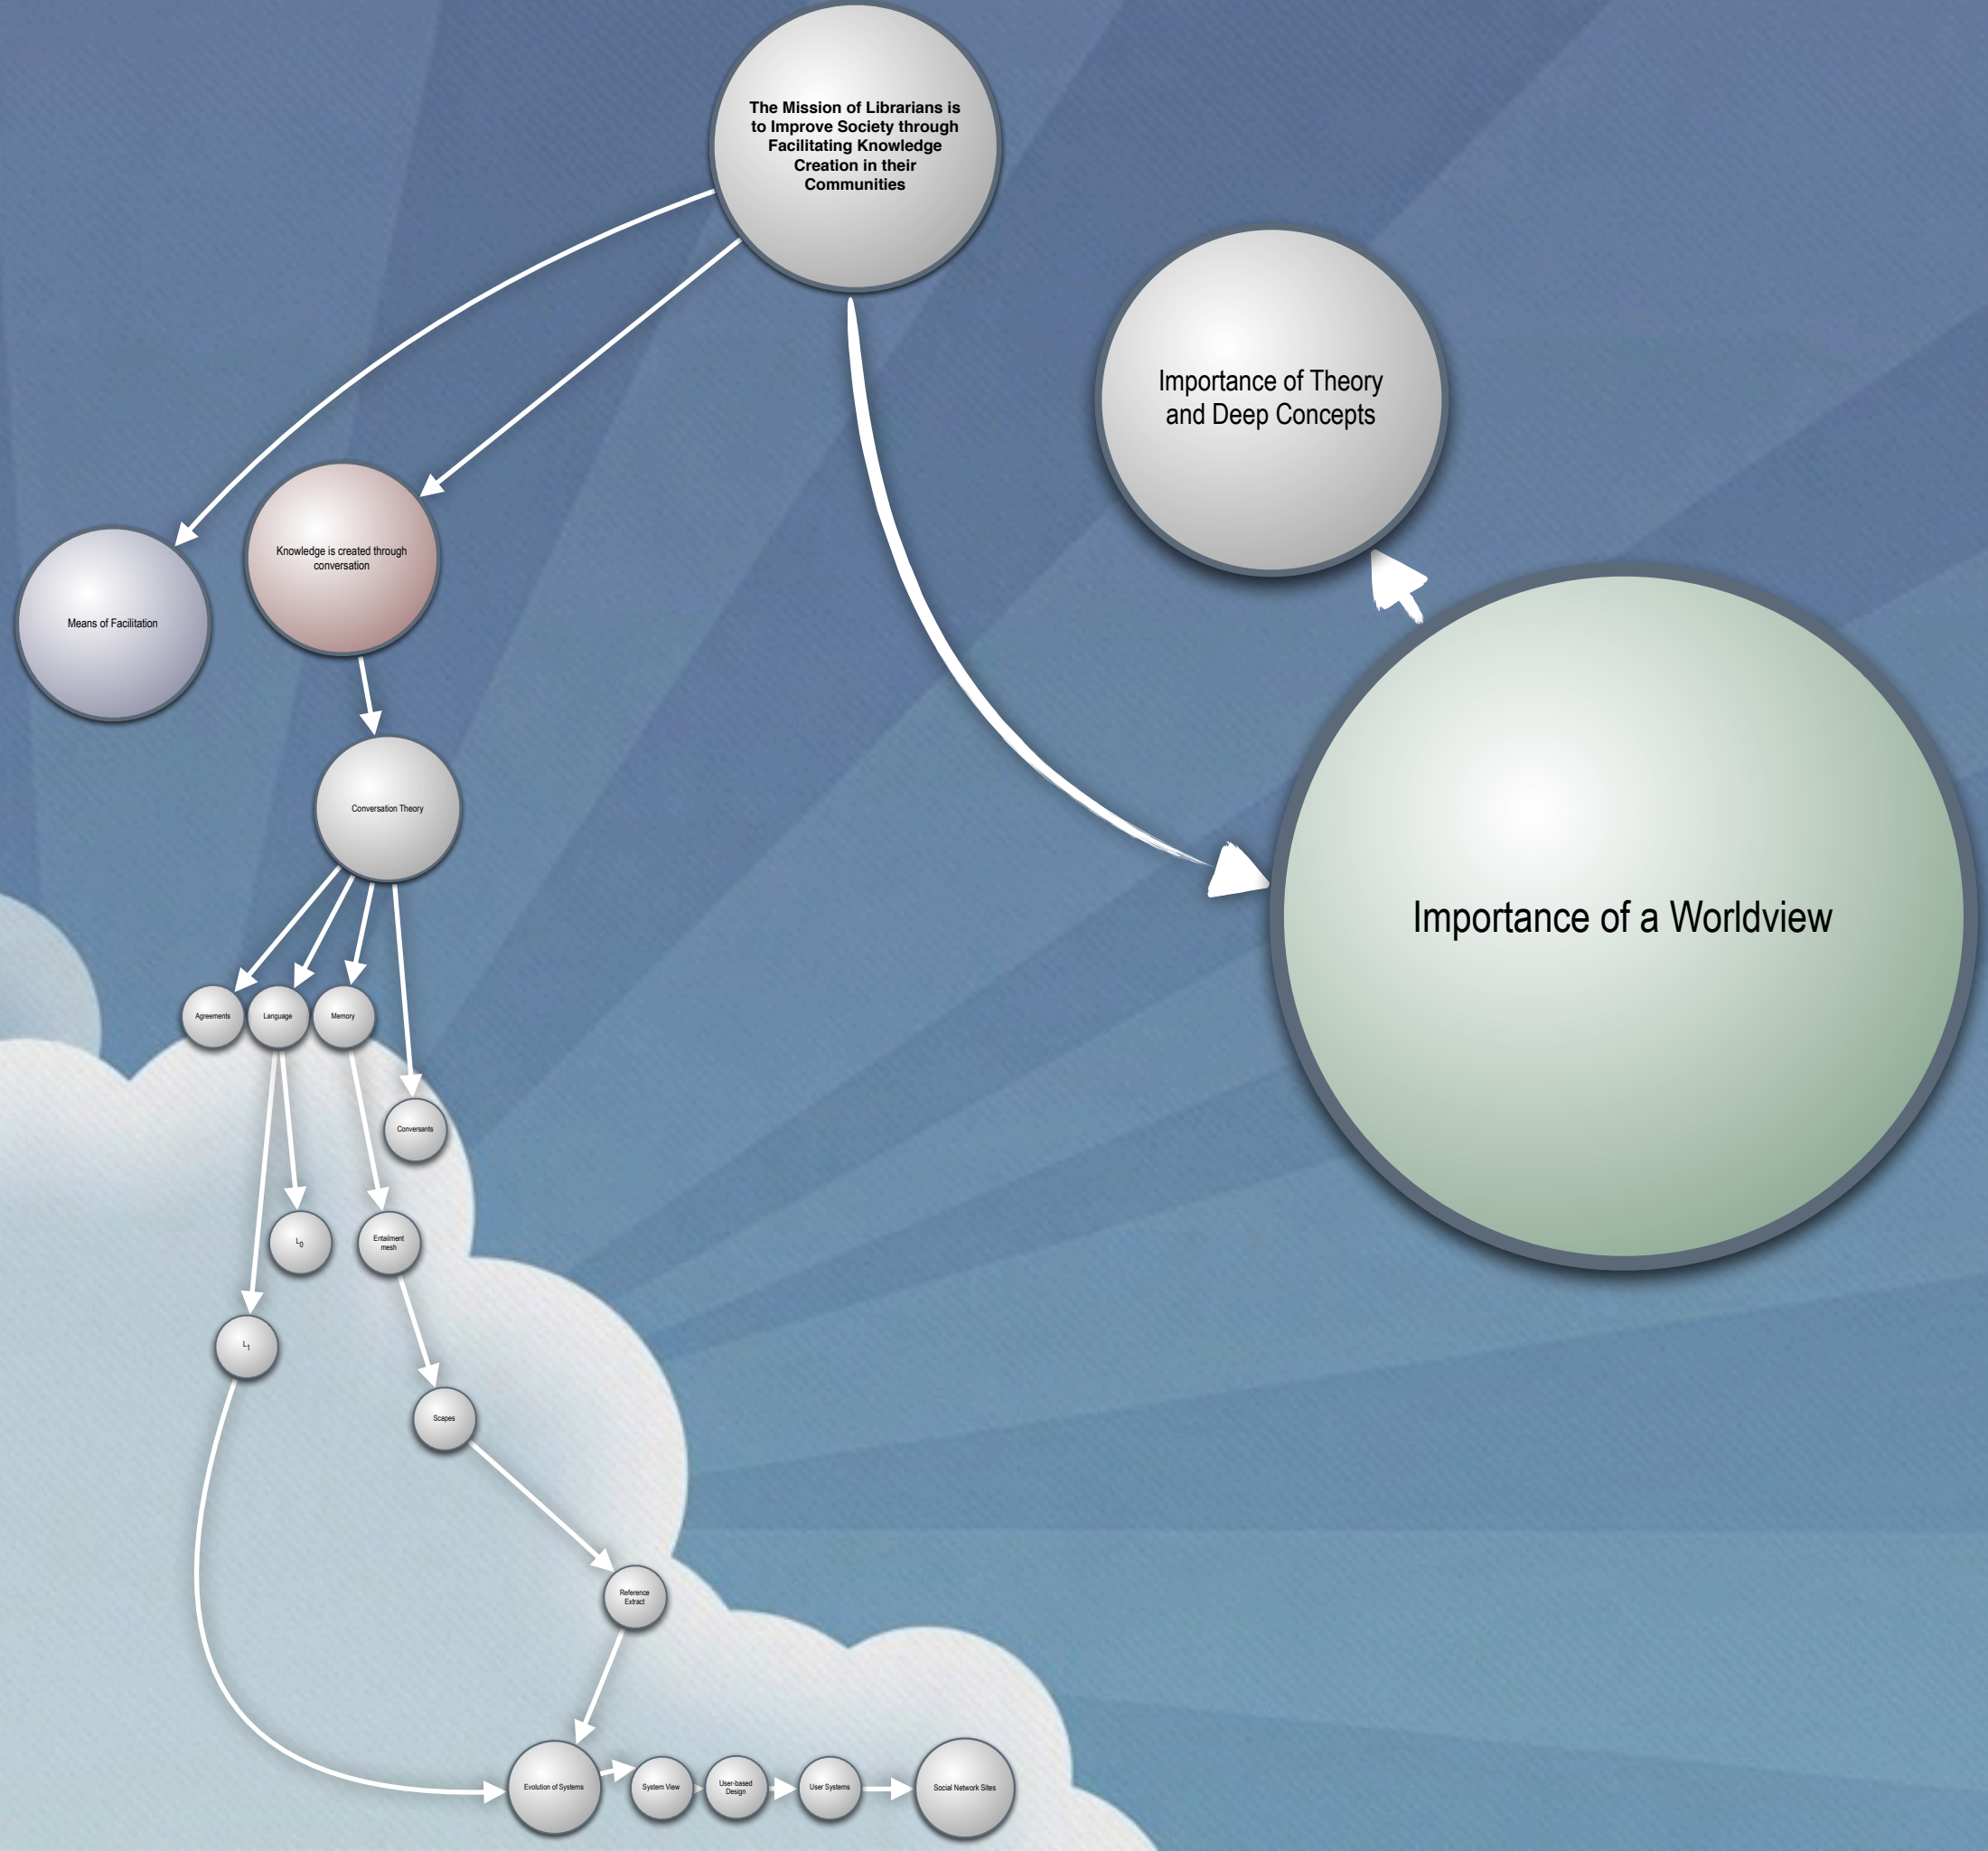 The Mission of Librarians is
to Improve Society through
Facilitating Knowledge
Creation in their
Communities
Importance of Theory
and Deep Concepts
Knowledge is created through
conversation
Means of Facilitation
Conversation Theory
Importance of a Worldview
Agreements
Language
Memory
Conversants
L0
Entailment
mesh
L1
Scapes
Reference
Extract
Evolution of Systems
System View
User-based
Design
User Systems
Social Network Sites